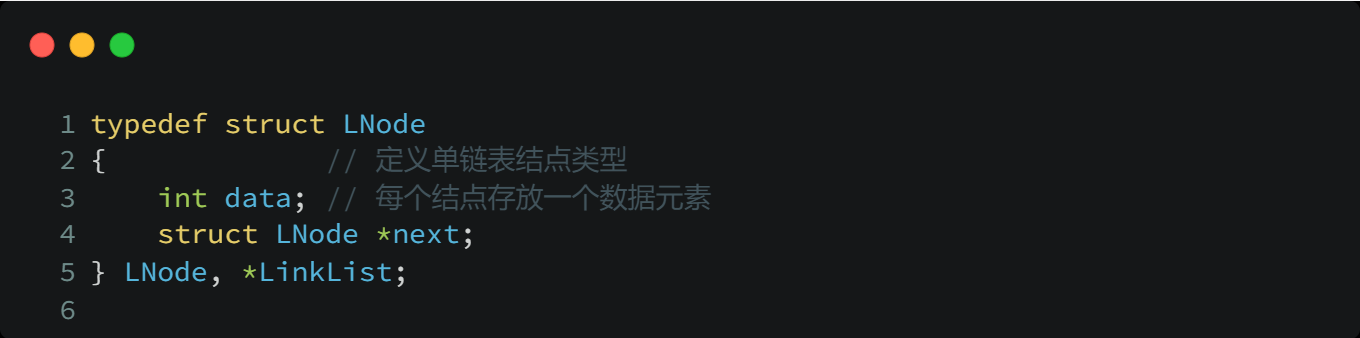 1 typedef struct LNode
2 {             // 定义单链表结点类型
3     int data; // 每个结点存放一个数据元素
4     struct LNode *next;
5 } LNode, *LinkList;
6